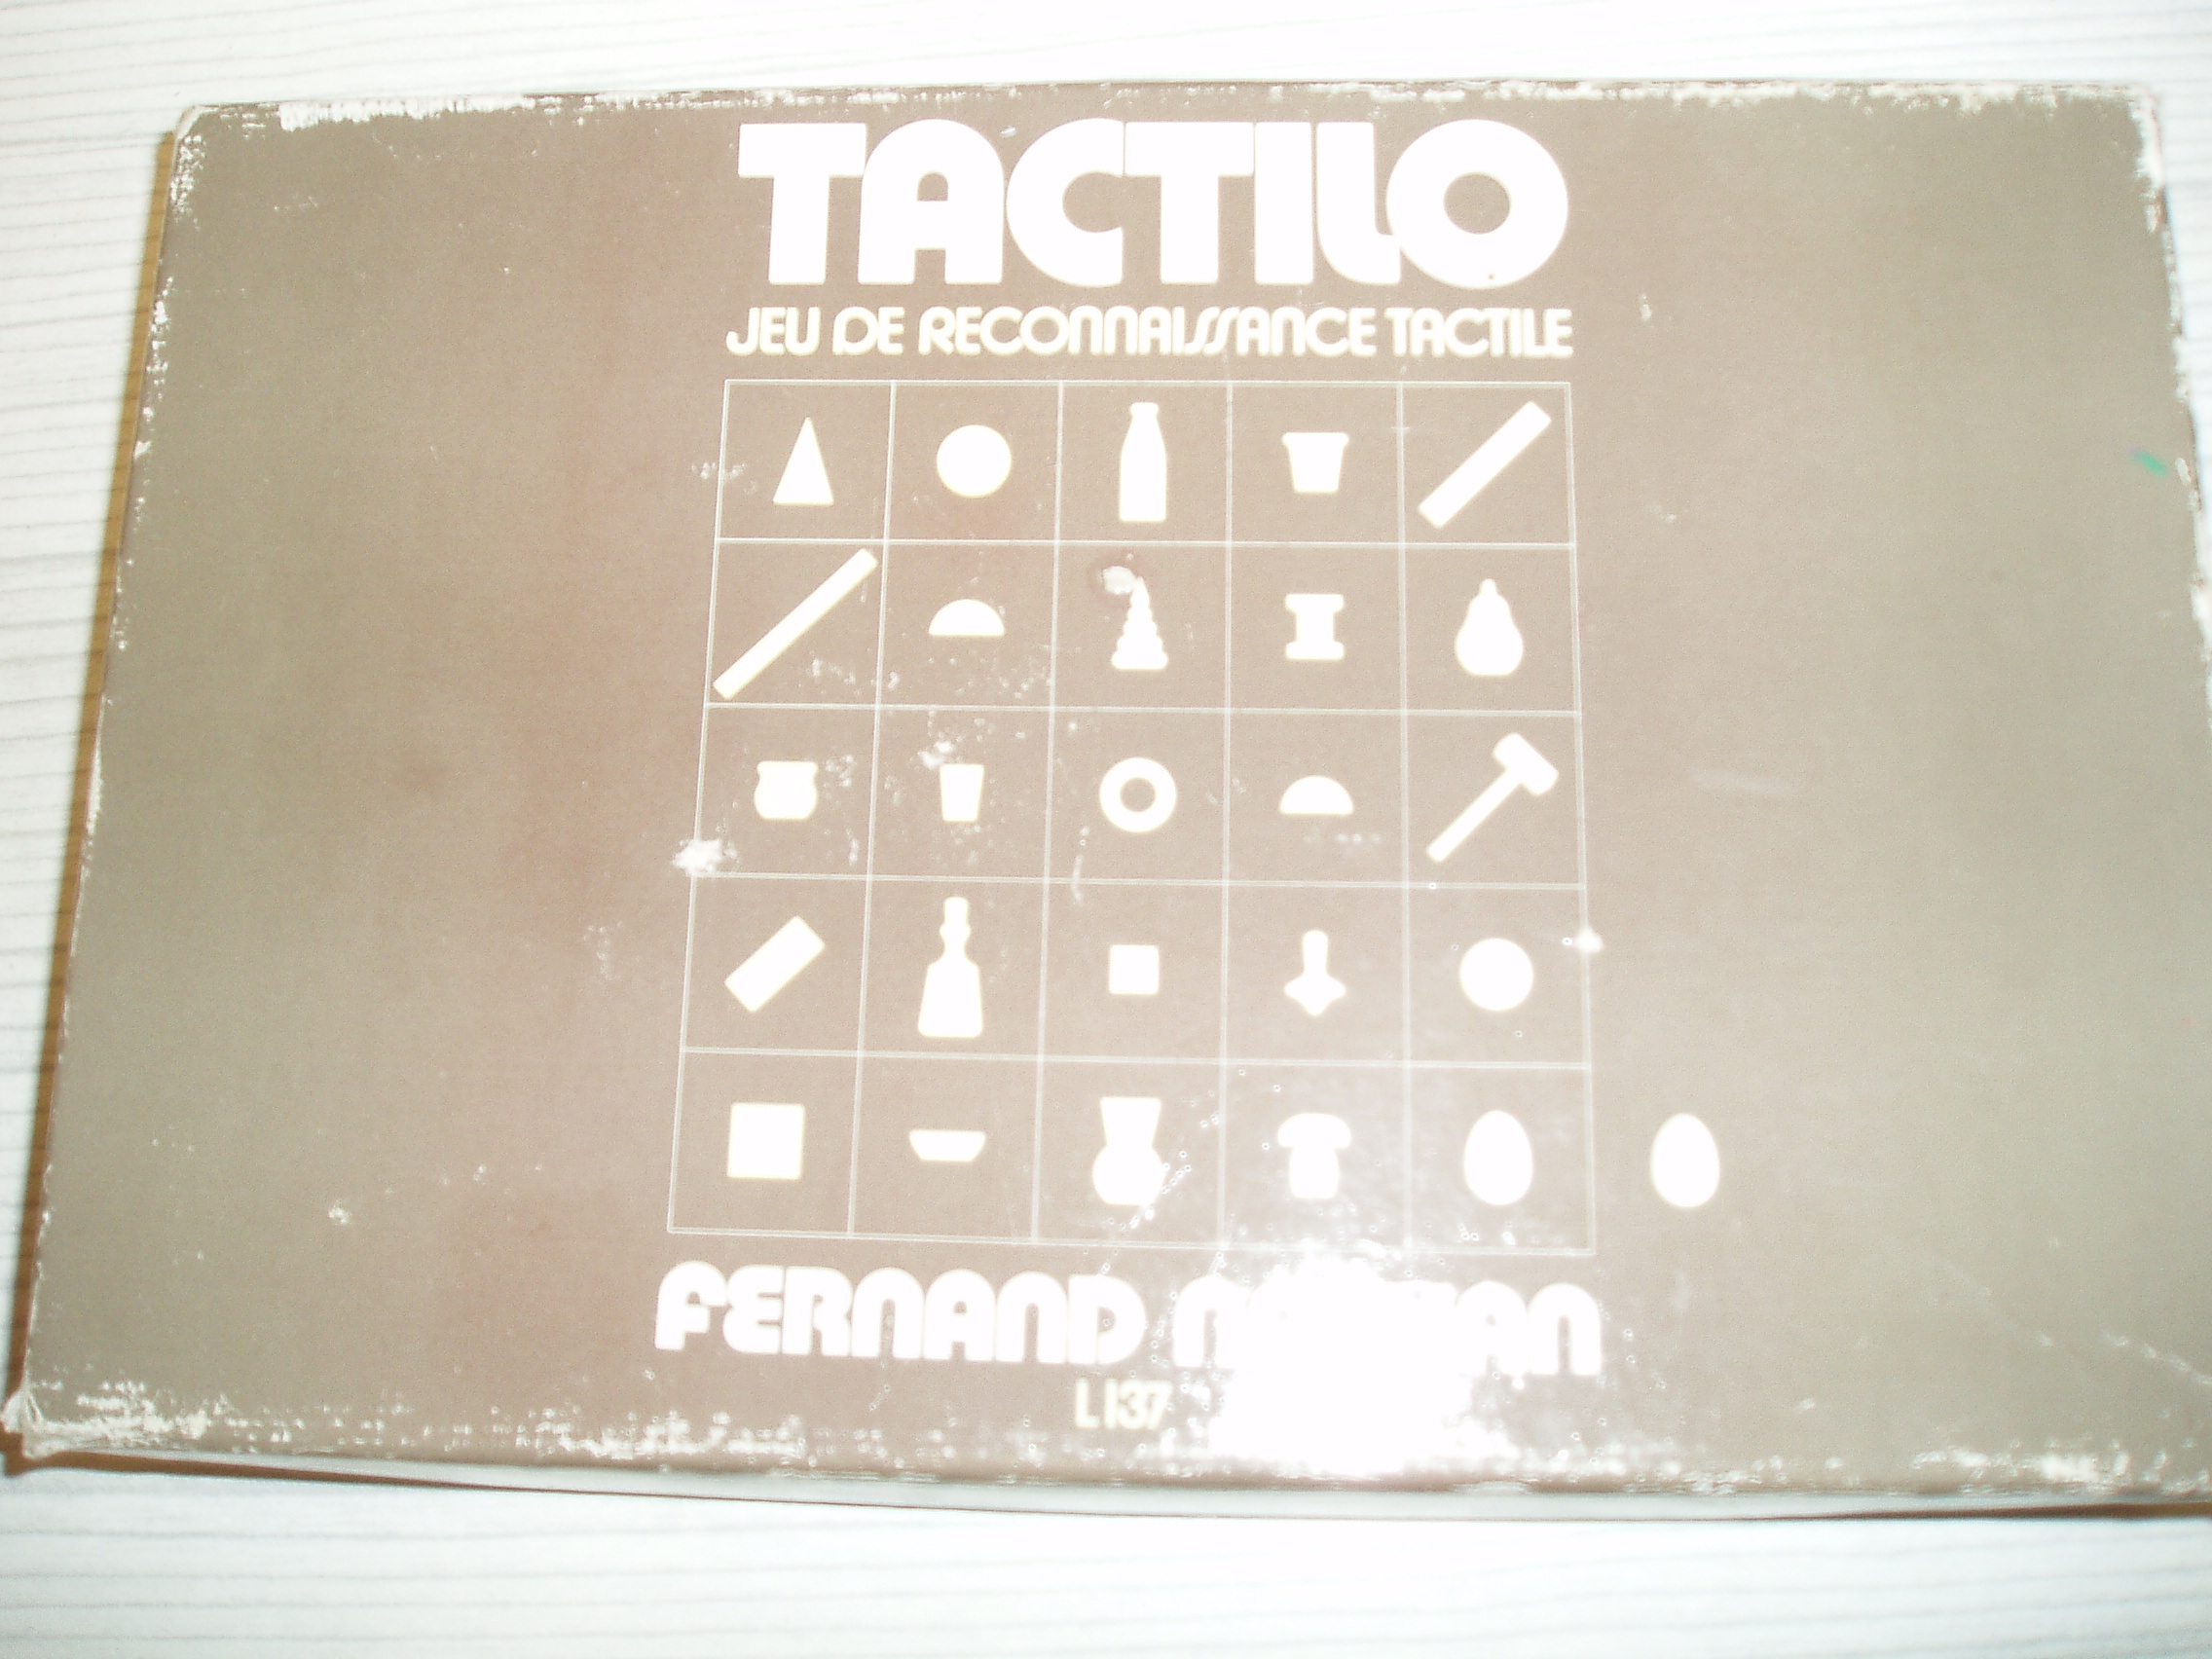 TACTILO
JEU DE RECONNAISSANCE TACTILE
FERNAND
L 137